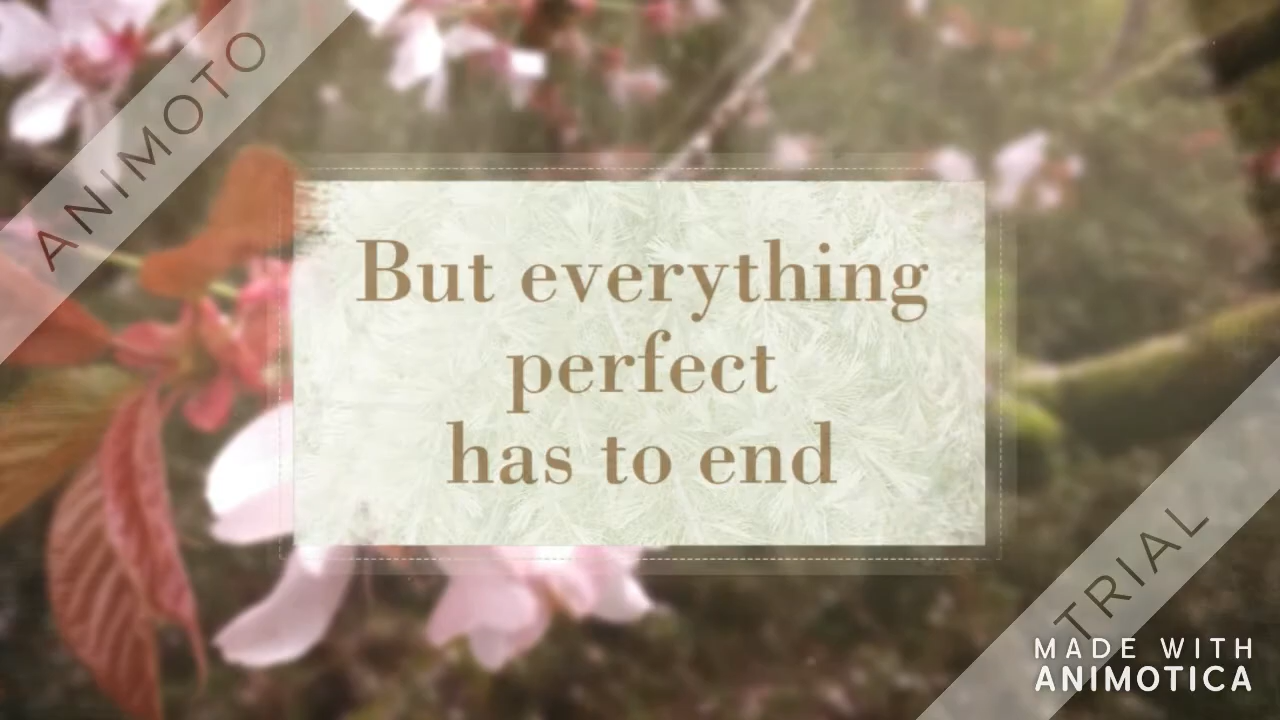 ANIMOTO
But everything
perfect
has to end
TRIAL
MADE WITH
ANIMOTICA